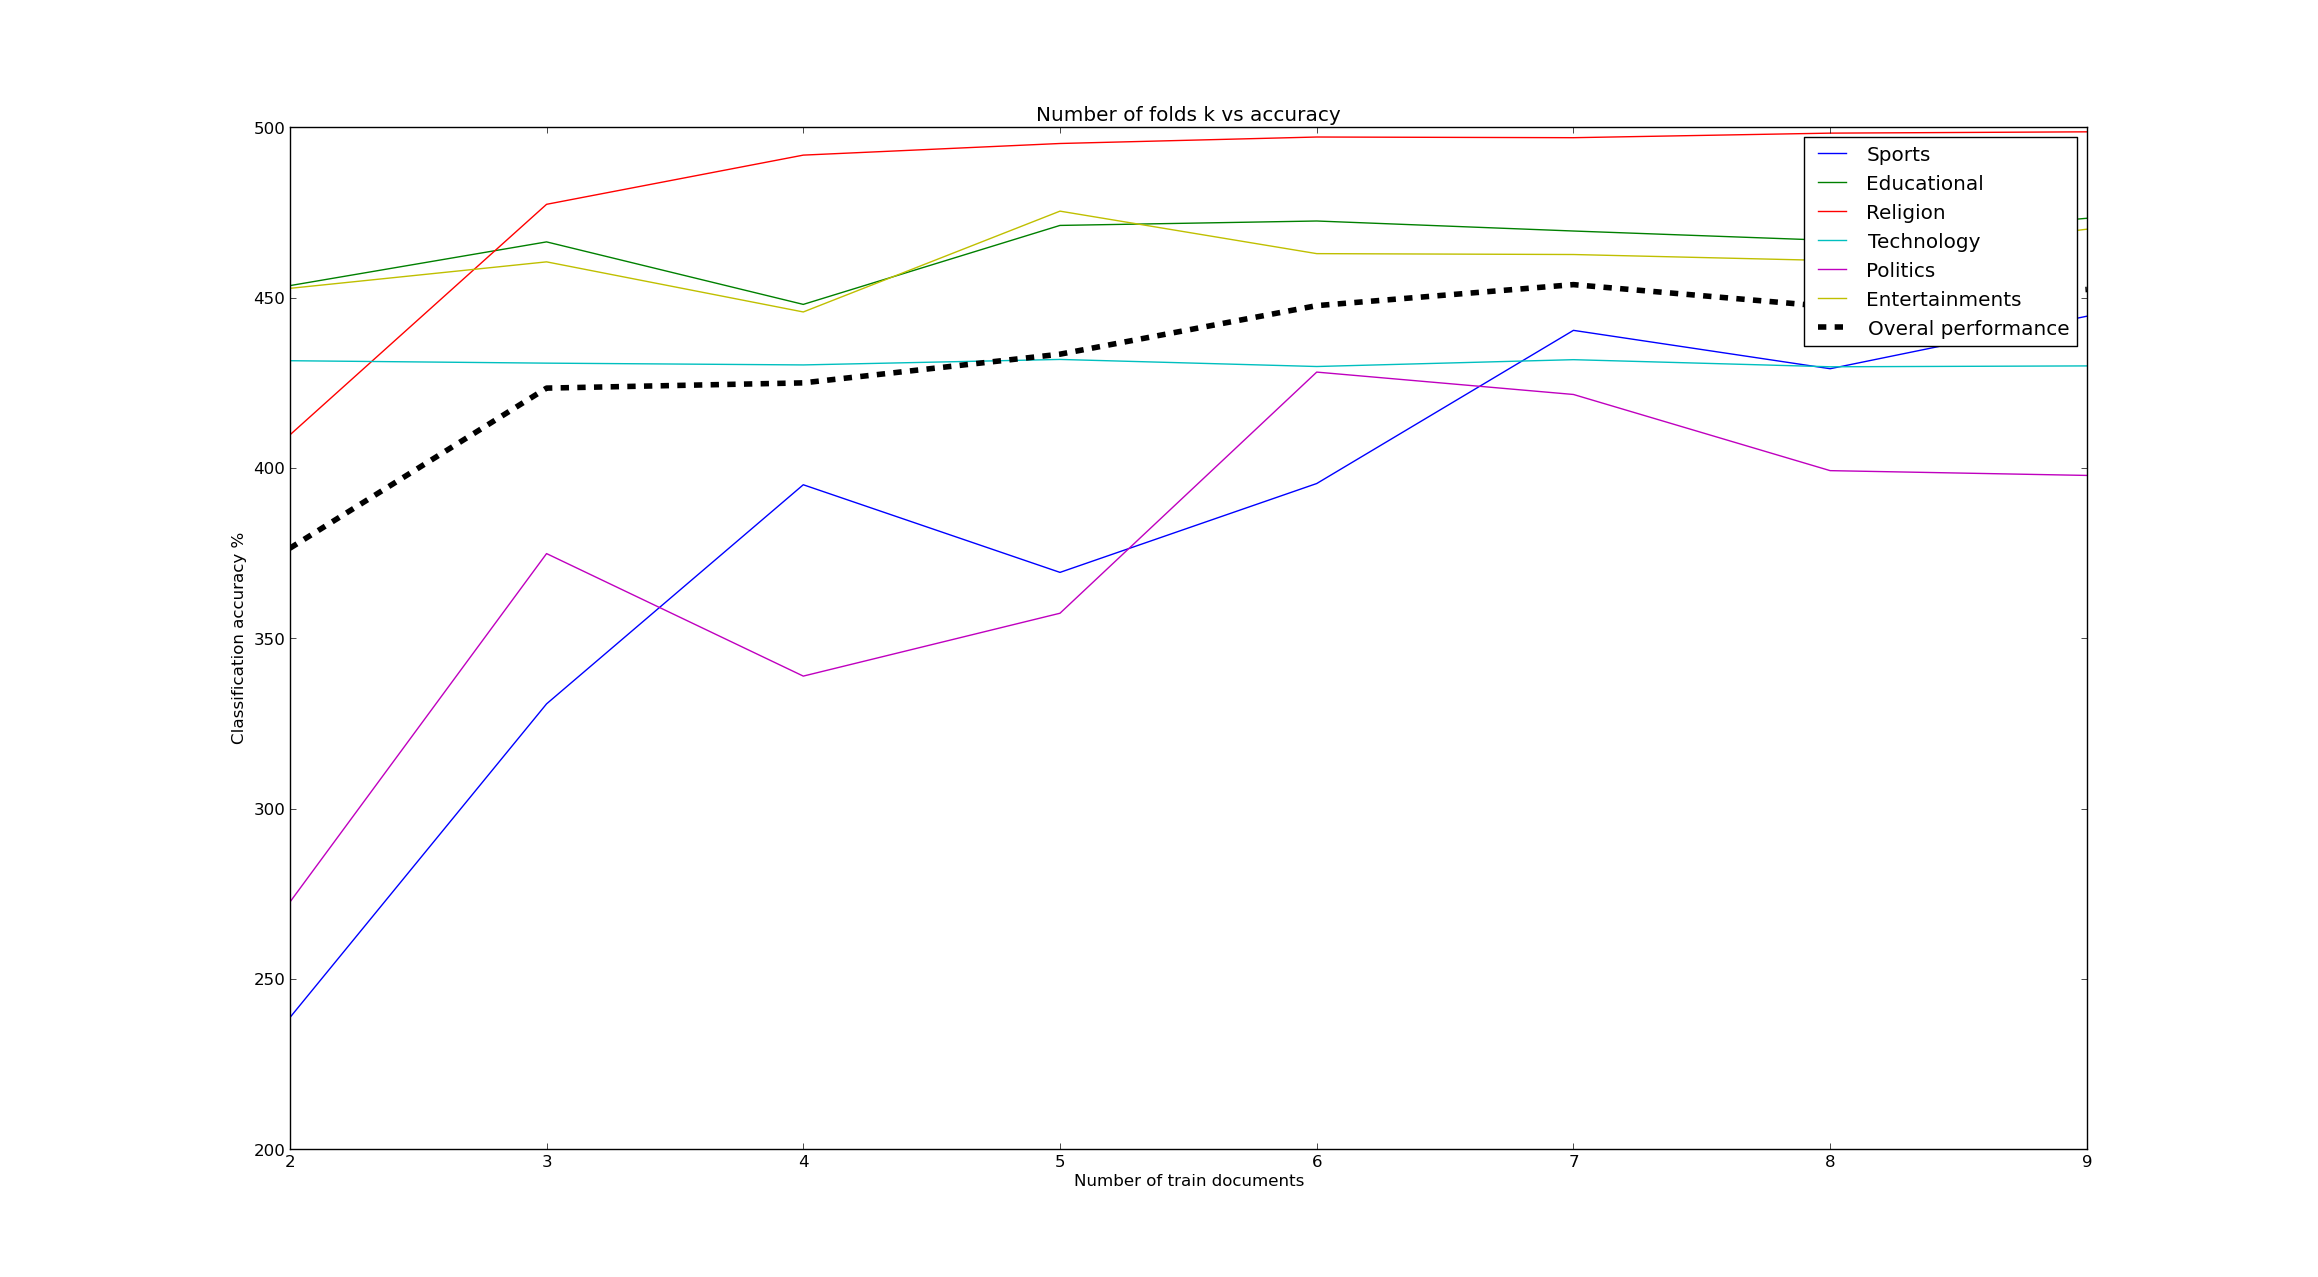 Number of folds k vs accuracy
500
450
400
350
300
250
200
Classification accuracy %
Sports
Educational
Religion
Technology
Politics
Entertainments
Overal performance
2 3 4 5 6 7 8 9
Number of train documents